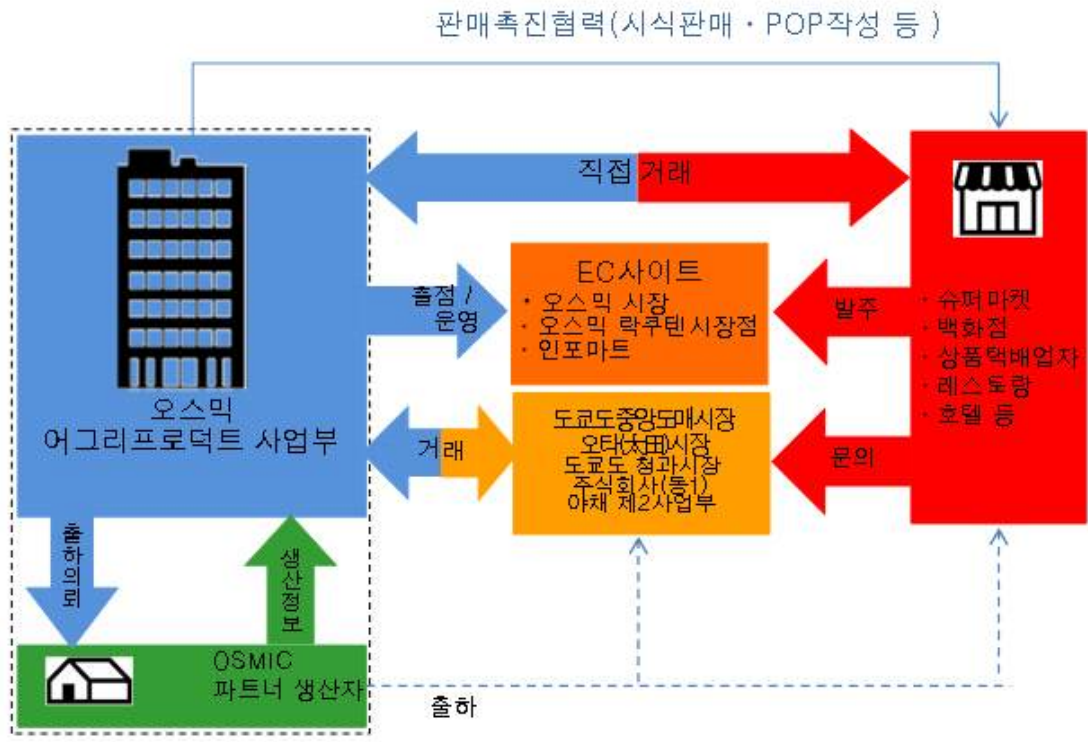 판매촉진협력(시식판매・POP작성 등 )
직접 거래
EC사이트
・ 오스믹 시장
・ 오스믹 락쿠텐시장점
・ 인포마트
출점 /
운영
발주
・ 슈퍼마켓
・ 백화점
・ 상품택배업자
・ 레스토랑
・ 호텔 등
오스믹
어그리프로덕트 사업부
거래
도쿄도중앙도매시장
오타(太田)시장
도쿄도 청과시장
주식회사(동1)
야채 제2사업부
문의
출하의뢰
생산정보
OSMIC
파트너 생산자
출하